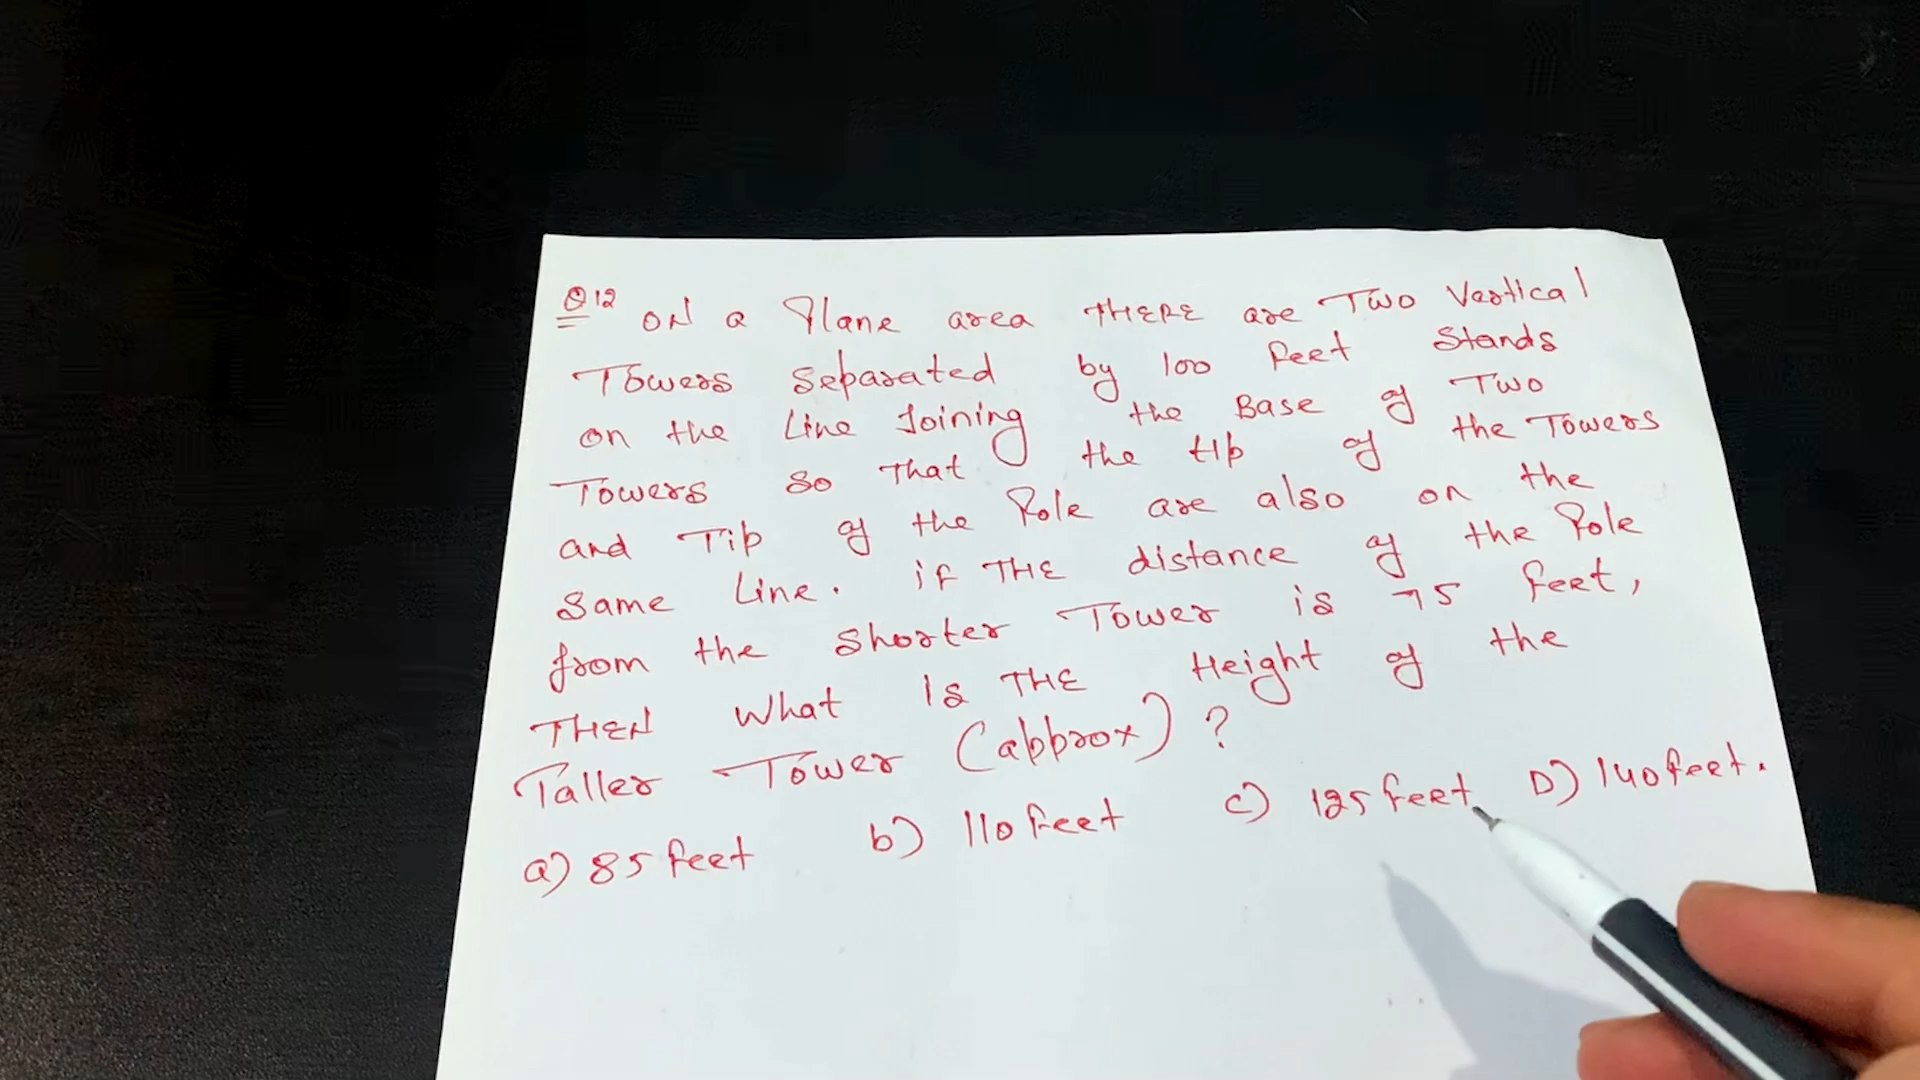 Q12 ON a Plane area THERE are Two Vertical
Towers Separated by 100 feet Stands
on the Line Joining the Base of Two
Towers so that the tip of the Towers
and Tip of the Pole are also on the
Same Line. if THE distance of the Pole
from the Shorter Tower is 75 feet,
THEN What is THE Height of the
Taller Tower (approx) ?
a) 85 feet b) 110 feet c) 125 feet D) 140 feet.